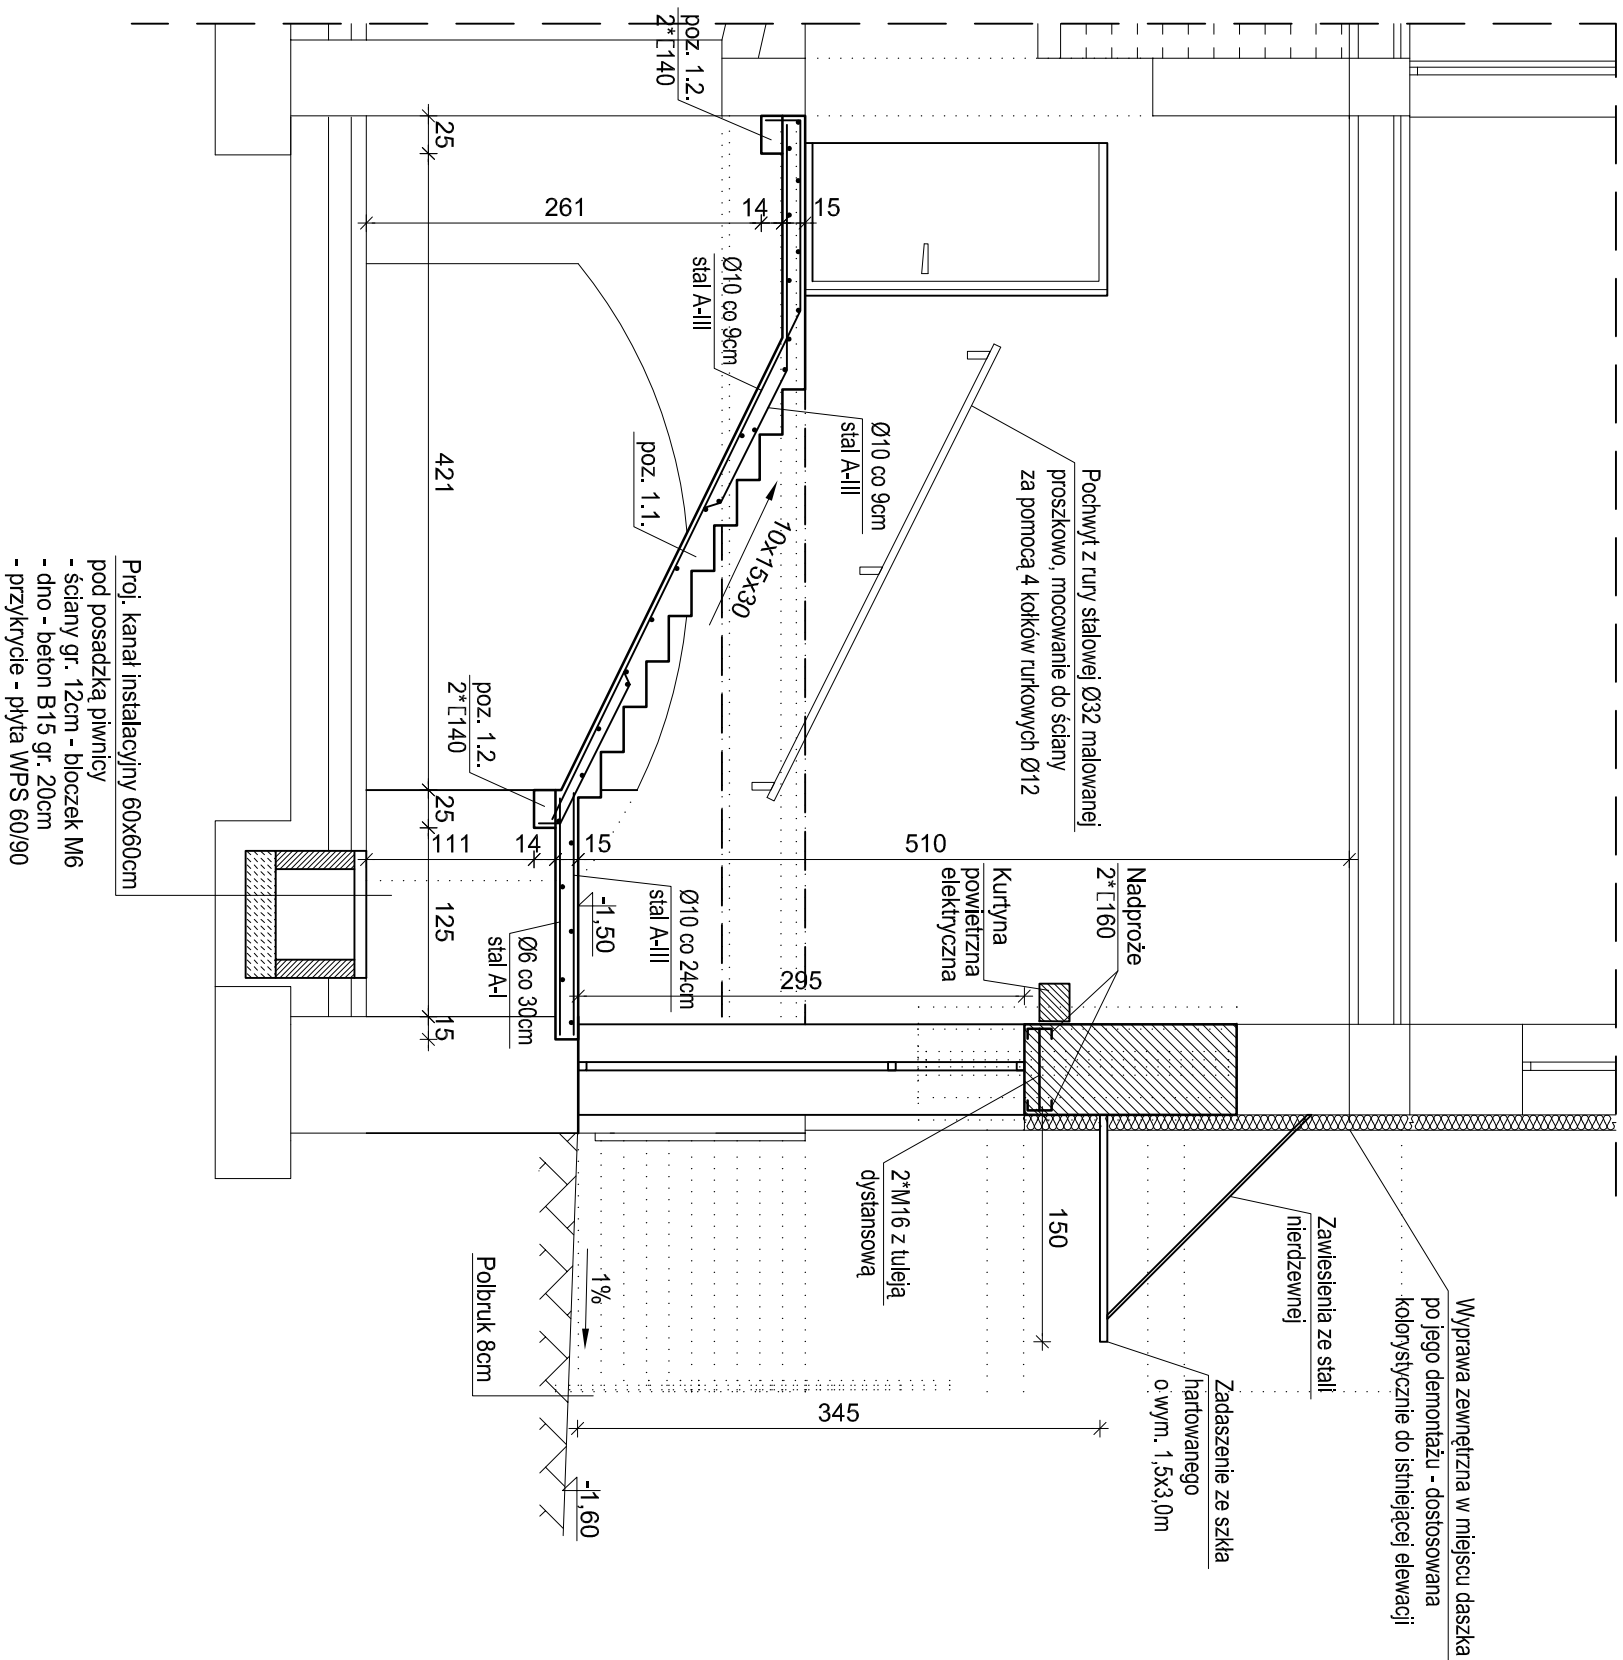 poz. 1.2.
2*[140
25
261
14
15
Ø10 co 9cm
stal A-III
Ø10 co 9cm
stal A-III
Pochwyt z rury stalowej Ø32 malowanej
proszkowo, mocowanie do ściany
za pomocą 4 kołków rurkowych Ø12
10x15x30
poz. 1.1.
421
poz. 1.2.
2*[140
25
111
14
15
510
125
15
-1,50
Ø10 co 24cm
stal A-III
Ø6 co 30cm
stal A-I
295
Nadproże
2*[160
Kurtyna
powietrzna
elektryczna
Proj. kanał instalacyjny 60x60cm
pod posadzką piwnicy
- ściany gr. 12cm - bloczek M6
- dno - beton B15 gr. 20cm
- przykrycie - płyta WPS 60/90
2*M16 z tuleją
dystansową
150
Zawiesienia ze stali
nierdzewnej
Wyprawa zewnętrzna w miejscu daszka
po jego demontażu - dostosowana
kolorystycznie do istniejącej elewacji
Zadaszenie ze szkła
hartowanego
o wym. 1,5x3,0m
345
1%
Polbruk 8cm
-1,60